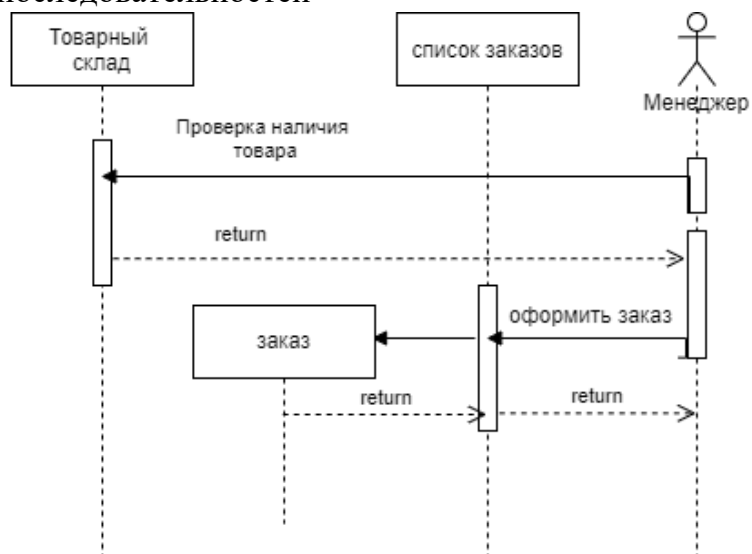 последовательностей
Товарный
склад
список заказов
Менеджер
Проверка наличия
товара
return
оформить заказ
заказ
return
return